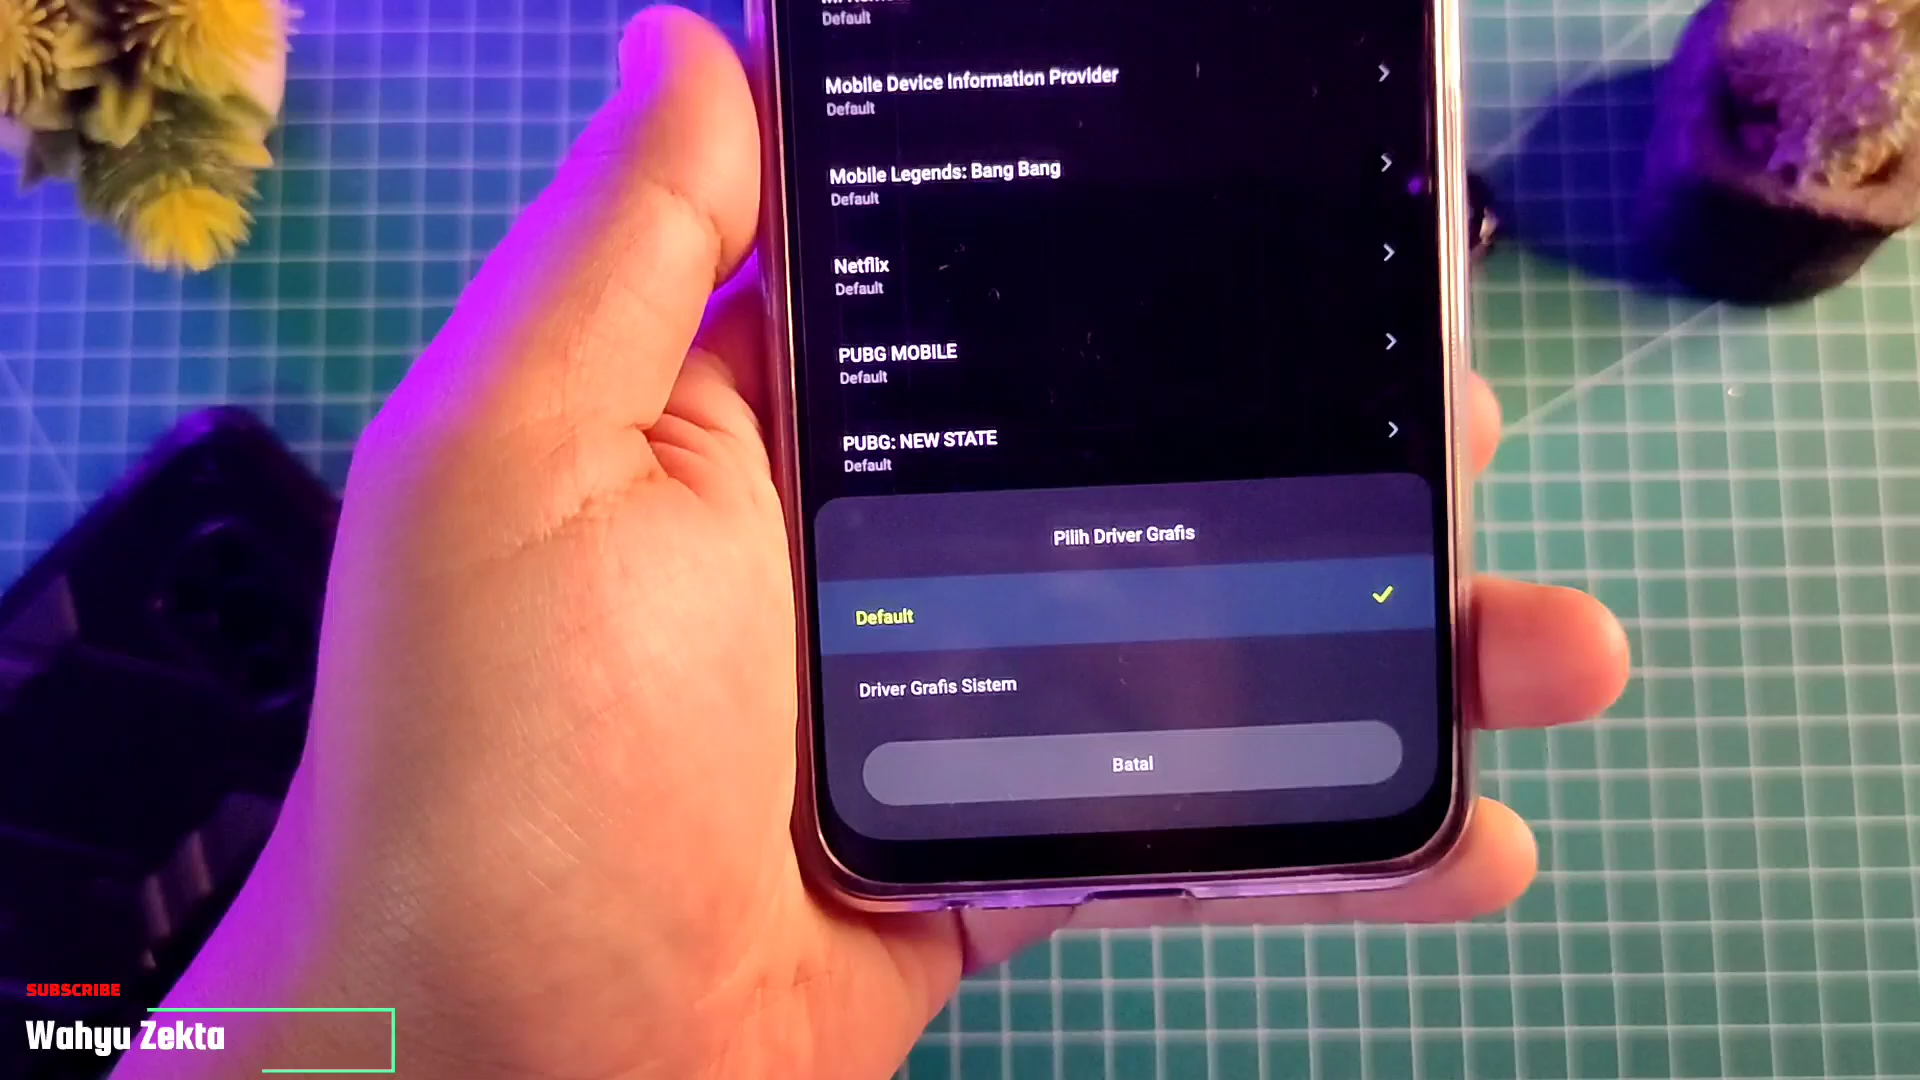 Default
Mobile Device Information Provider
Default
Mobile Legends: Bang Bang
Default
Netflix
Default
PUBG MOBILE
Default
PUBG: NEW STATE
Default
Pilih Driver Grafis
Default
Driver Grafis Sistem
Batal
SUBSCRIBE
Wahyu Zekta